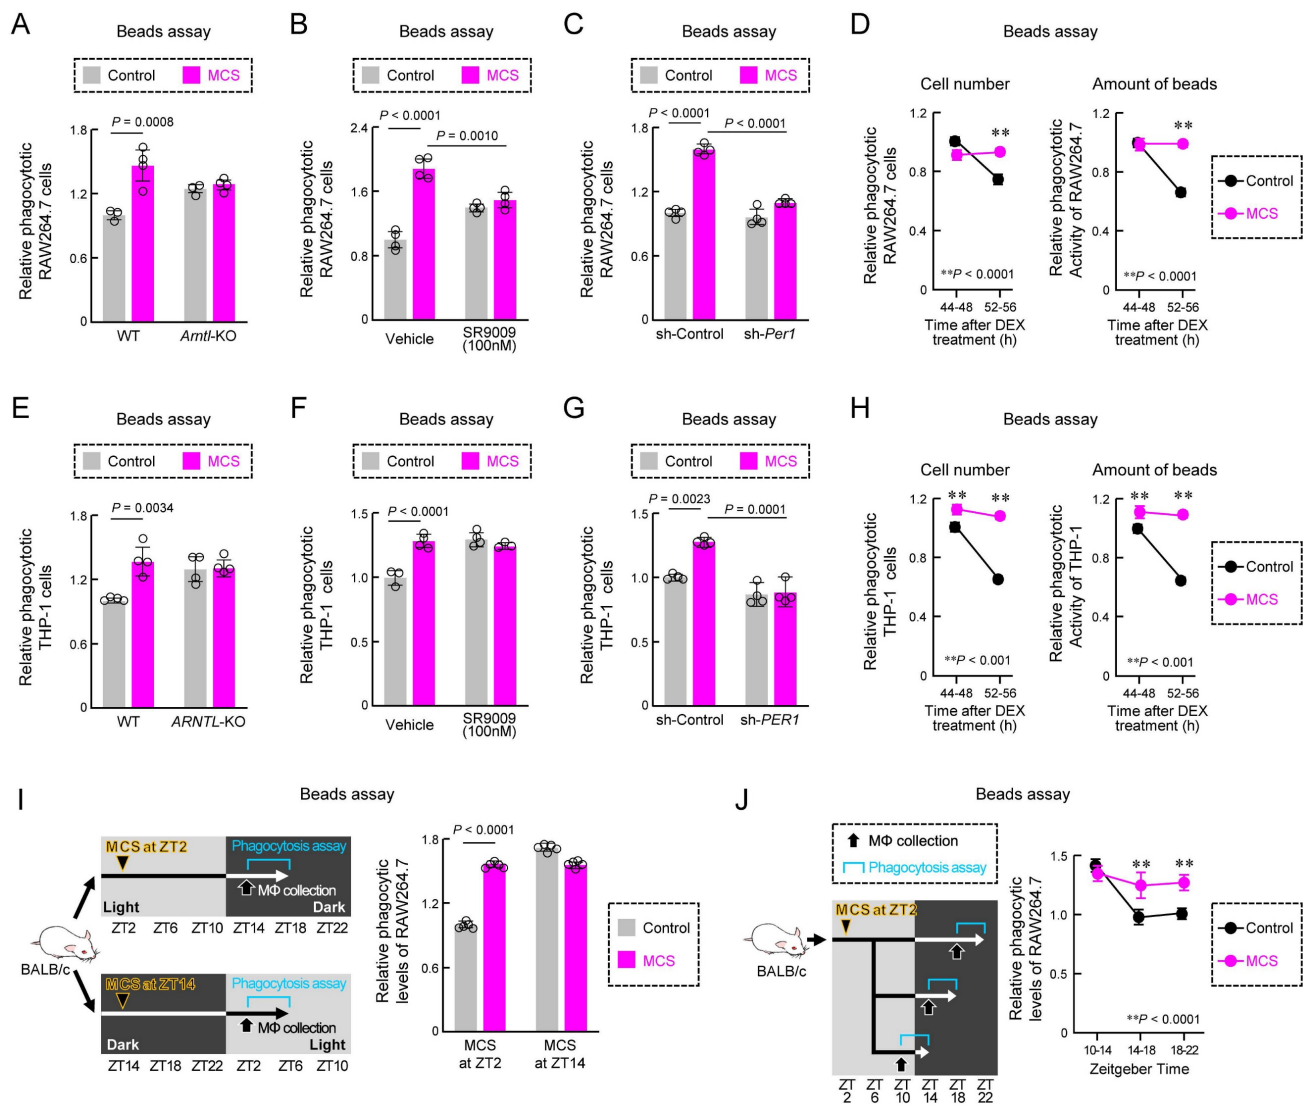 A
Beads assay
Control
MCS
P = 0.0008
1.8
1.2
0.6
0
Relative phagocytotic
RAW264.7 cells
WT
Arntl-KO
B
Beads assay
Control
MCS
P < 0.0001
P = 0.0010
2.4
1.6
0.8
0
Relative phagocytotic
RAW264.7 cells
Vehicle
SR9009
(100nM)
C
Beads assay
Control
MCS
P < 0.0001
P < 0.0001
1.8
1.2
0.6
0
Relative phagocytotic
RAW264.7 cells
sh-Control
sh-Per1
D
Beads assay
Cell number
1.2
0.8
0.4
0
**
**P < 0.0001
Relative phagocytotic
RAW264.7 cells
44-48
52-56
Time after DEX
treatment (h)
Amount of beads
1.2
0.8
0.4
0
**
**P < 0.0001
Relative phagocytotic
Activity of RAW264.7
44-48
52-56
Time after DEX
treatment (h)
Control
MCS
E
Beads assay
Control
MCS
P = 0.0034
1.8
1.2
0.6
0
Relative phagocytotic
THP-1 cells
WT
ARNTL-KO
F
Beads assay
Control
MCS
P < 0.0001
1.5
1.0
1.5
0
Relative phagocytotic
THP-1 cells
Vehicle
SR9009
(100nM)
G
Beads assay
Control
MCS
P = 0.0023
P = 0.0001
1.5
1.0
1.5
0
Relative phagocytotic
THP-1 cells
sh-Control
sh-PER1
H
Beads assay
Cell number
1.2
0.8
0.4
0
**
**
**P < 0.001
Relative phagocytotic
THP-1 cells
44-48
52-56
Time after DEX
treatment (h)
Amount of beads
1.2
0.8
0.4
0
**
**
**P < 0.001
Relative phagocytotic
Activity of THP-1
44-48
52-56
Time after DEX
treatment (h)
Control
MCS
I
Beads assay
MCS at ZT2
Phagocytosis assay
MΦ collection
Light
Dark
ZT2 ZT6 ZT10 ZT14 ZT18 ZT22
BALB/c
MCS at ZT14
Phagocytosis assay
MΦ collection
Dark
Light
ZT14 ZT18 ZT22 ZT2 ZT6 ZT10
P < 0.0001
1.8
1.2
0.6
0
Relative phagocytic
levels of RAW264.7
MCS
at ZT2
MCS
at ZT14
Control
MCS
J
Beads assay
MΦ collection
Phagocytosis assay
MCS at ZT2
BALB/c
ZT ZT ZT ZT ZT ZT
2 6 10 14 18 22
1.5
1.0
1.5
0
**
**
**P < 0.0001
Relative phagocytic
levels of RAW264.7
10-14
14-18
18-22
Zeitgeber Time
Control
MCS